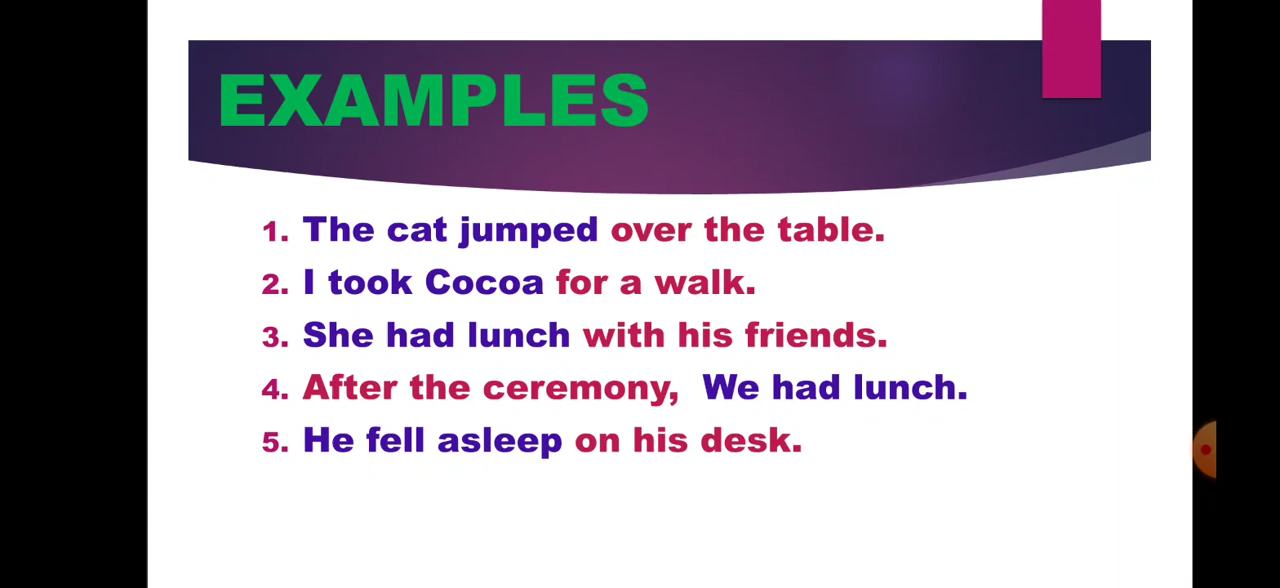 EXAMPLES
1. The cat jumped over the table.
2. I took Cocoa for a walk.
3. She had lunch with his friends.
4. After the ceremony,  We had lunch.
5. He fell asleep on his desk.